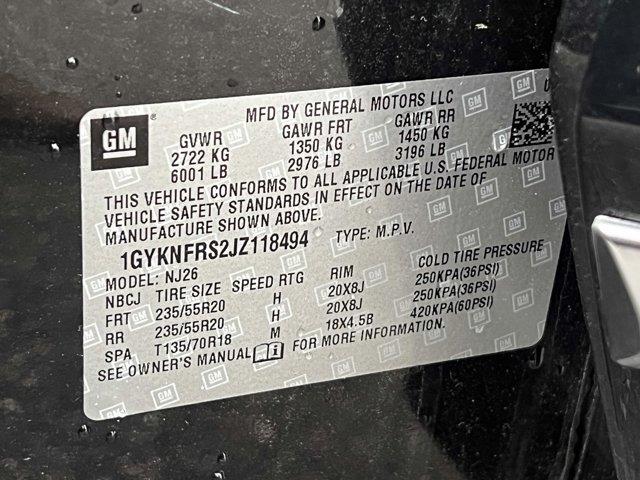 MFD BY GENERAL MOTORS LLC
GM
GVWR GAWR FRT GAWR RR
2722 KG 1350 KG 1450 KG
6001 LB 2976 LB 3196 LB
THIS VEHICLE CONFORMS TO ALL APPLICABLE U.S. FEDERAL MOTOR
VEHICLE SAFETY STANDARDS IN EFFECT ON THE DATE OF
MANUFACTURE SHOWN ABOVE.
1GYKNFRS2JZ118494 TYPE: M.P.V.
MODEL: NJ26
NBCJ TIRE SIZE SPEED RTG RIM COLD TIRE PRESSURE
FRT 235/55R20 H 20X8J 250KPA(36PSI)
RR 235/55R20 H 20X8J 250KPA(36PSI)
SPA T135/70R18 M 18X4.5B 420KPA(60PSI)
SEE OWNER'S MANUAL FOR MORE INFORMATION.